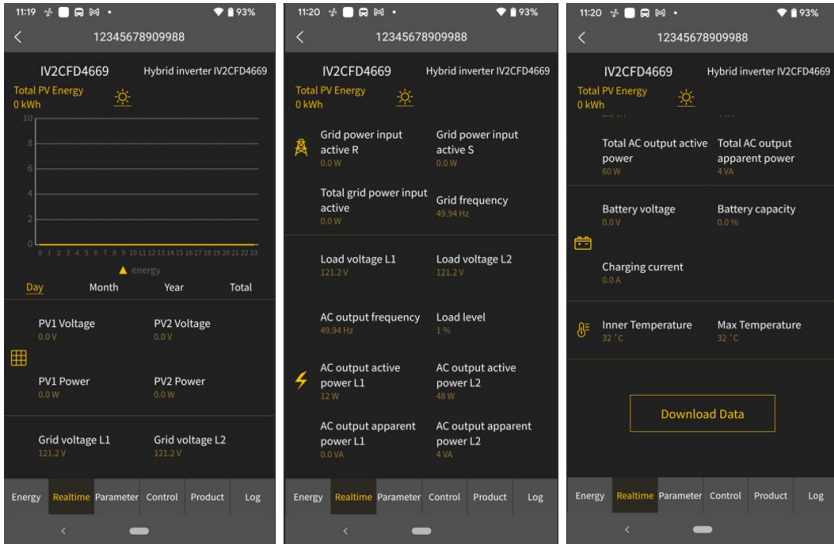 11:19
93%
12345678909988
IV2CFD4669
Hybrid inverter IV2CFD4669
Total PV Energy
0 kWh
10
8
6
4
2
0
0 1 2 3 4 5 6 7 8 9 10 11 12 13 14 15 16 17 18 19 20 21 22 23
energy
Day Month Year Total
PV1 Voltage PV2 Voltage
0.0 V 0.0 V
PV1 Power PV2 Power
0.0 W 0.0 W
Grid voltage L1 Grid voltage L2
121.2 V 121.2 V
Energy Realtime Parameter Control Product Log
11:20
93%
12345678909988
IV2CFD4669
Hybrid inverter IV2CFD4669
Total PV Energy
0 kWh
Grid power input Grid power input
active R active S
0.0 W 0.0 W
Total grid power input
active
0.0 W
Grid frequency
49.94 Hz
Load voltage L1 Load voltage L2
121.2 V 121.2 V
AC output frequency Load level
49.94 Hz 1 %
AC output active AC output active
power L1 power L2
12 W 48 W
AC output apparent AC output apparent
power L1 power L2
0.0 VA 4 VA
Energy Realtime Parameter Control Product Log
11:20
93%
12345678909988
IV2CFD4669
Hybrid inverter IV2CFD4669
Total PV Energy
0 kWh
Total AC output active Total AC output
power apparent power
60 W 4 VA
Battery voltage Battery capacity
0.0 V 0.0 %
Charging current
0.0 A
Inner Temperature Max Temperature
32 ˚C 32 ˚C
Download Data
Energy Realtime Parameter Control Product Log